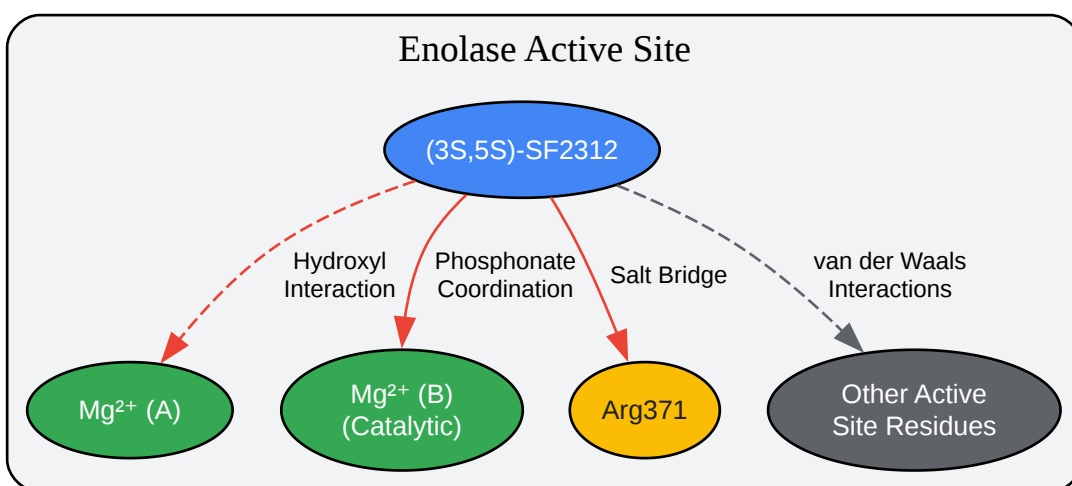 Enolase Active Site
(3S,5S)-SF2312
Hydroxyl
Interaction
Phosphonate
Coordination
Salt Bridge
van der Waals
Interactions
Mg²⁺ (A)
Mg²⁺ (B)
(Catalytic)
Arg371
Other Active
Site Residues